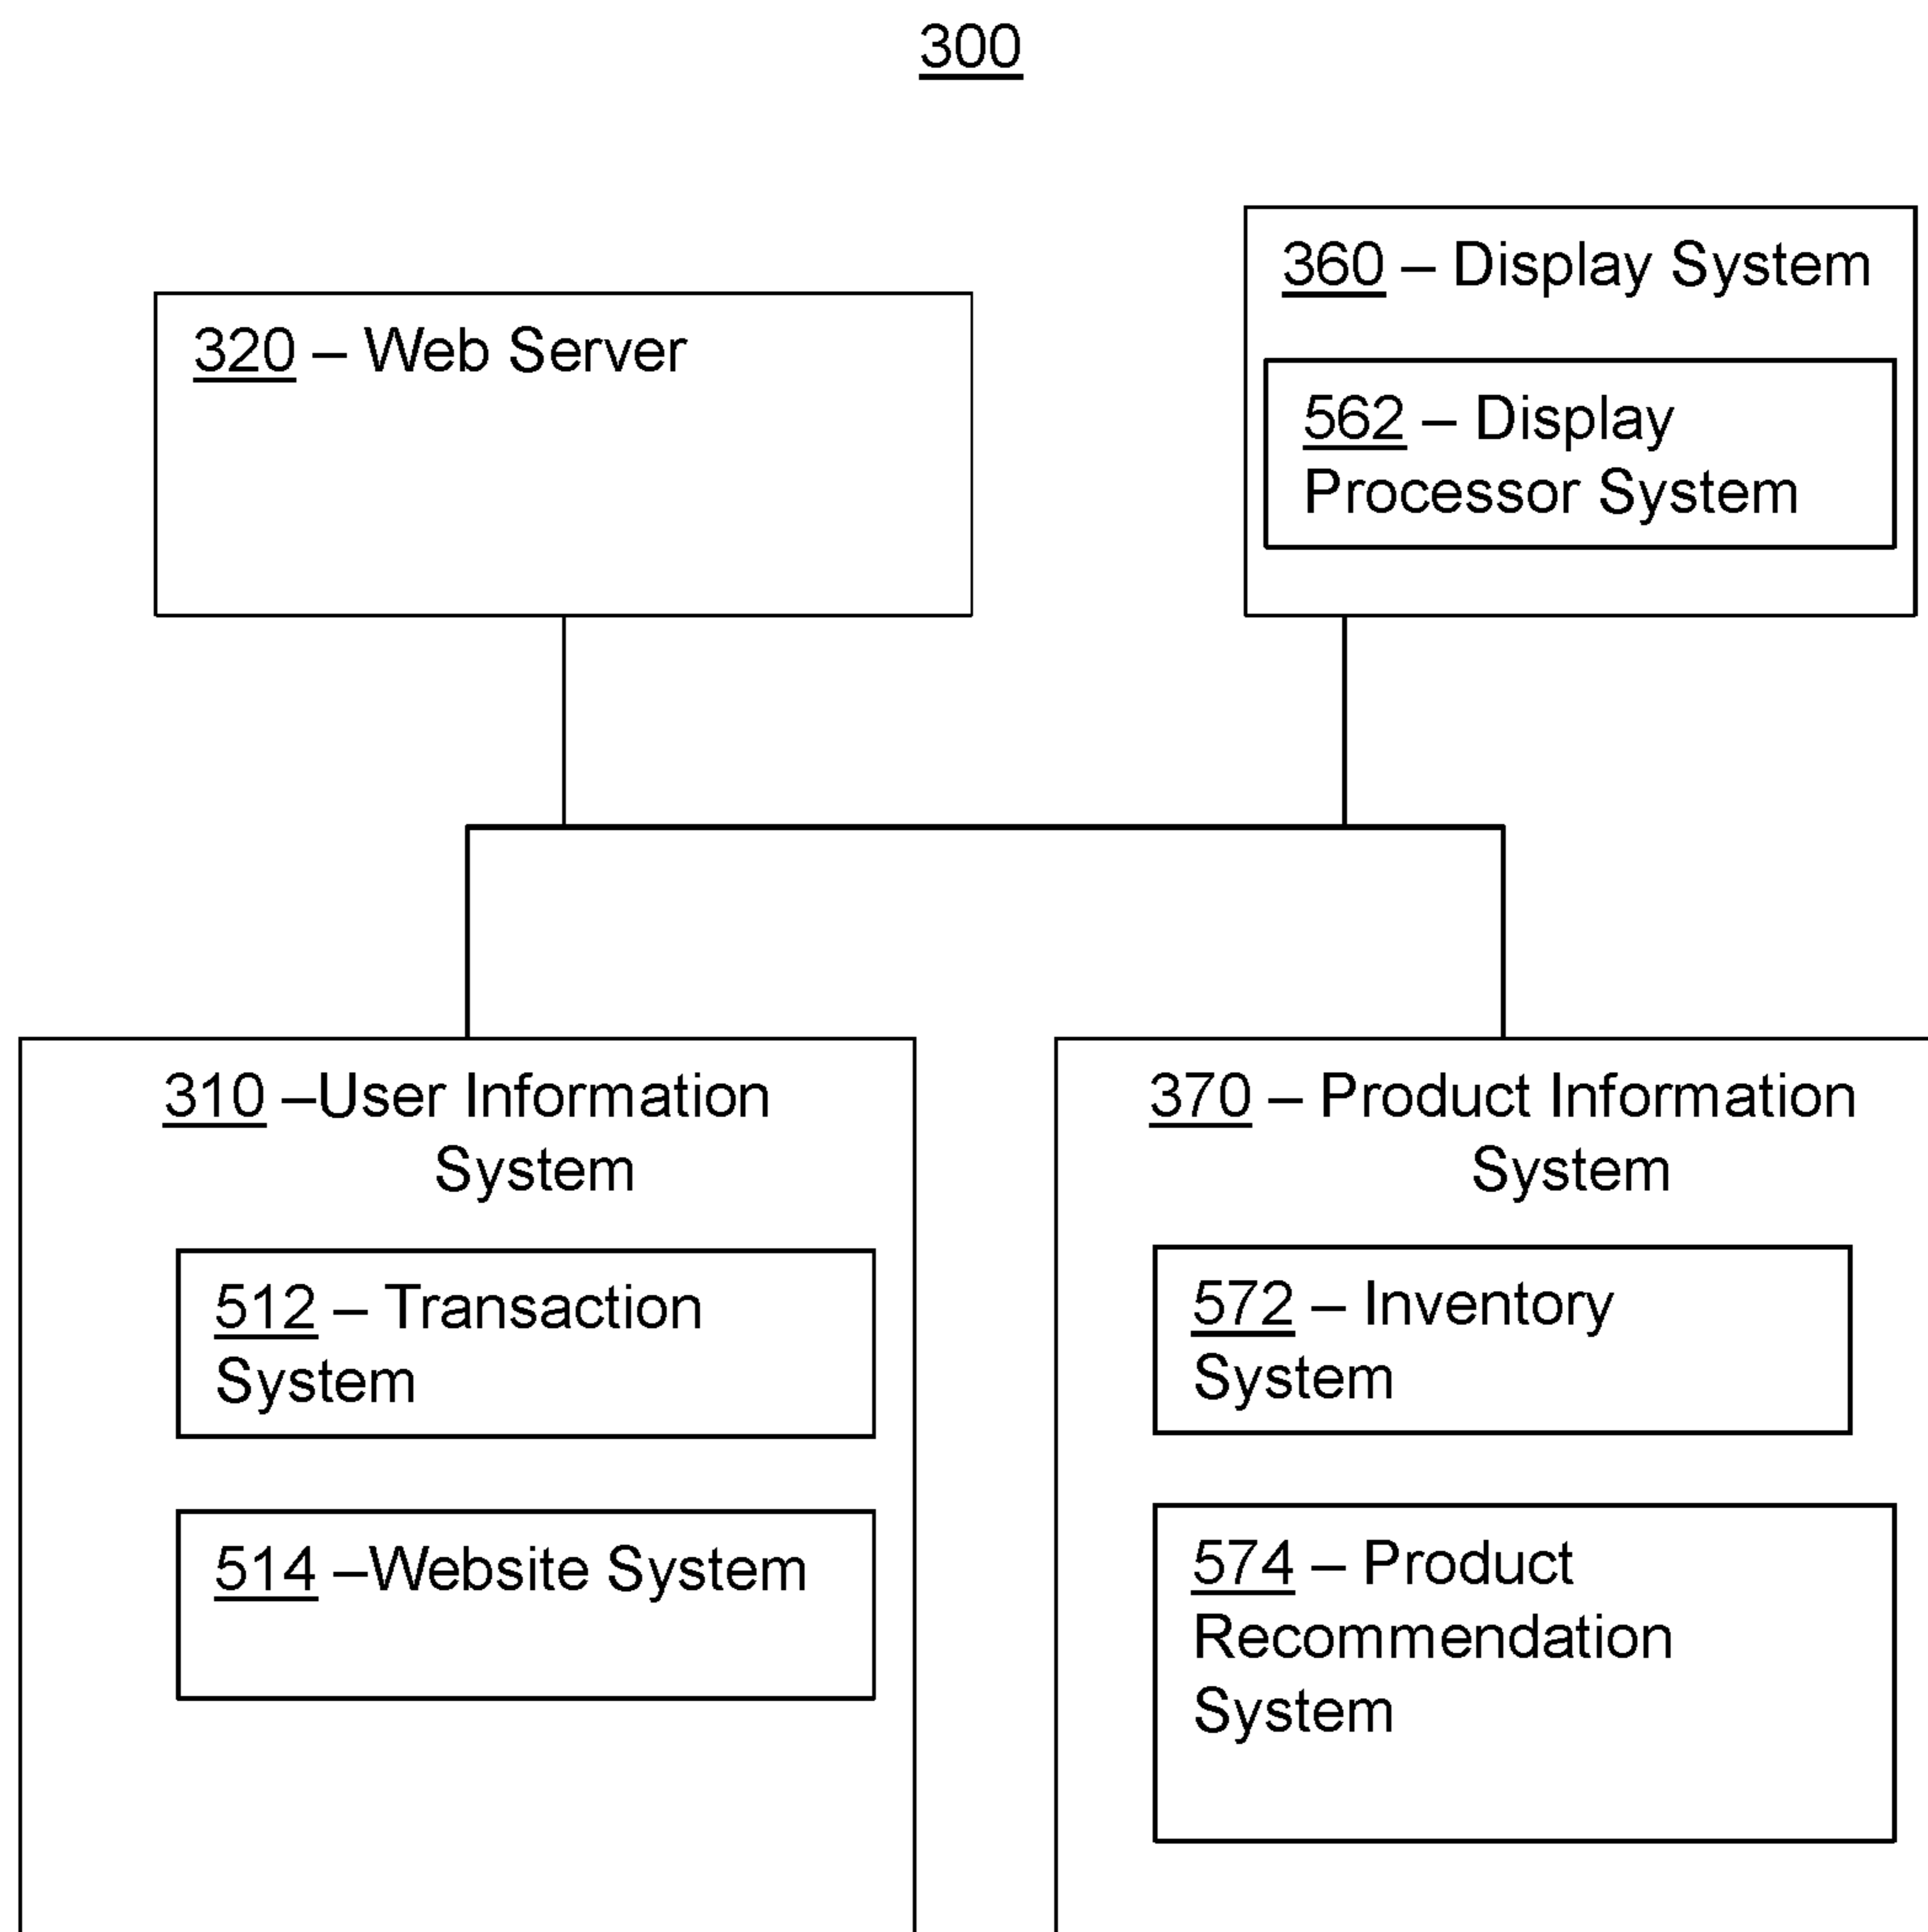 300
320 – Web Server
360 – Display System
562 – Display
Processor System
310 –User Information
System
512 – Transaction
System
514 –Website System
370 – Product Information
System
572 – Inventory
System
574 – Product
Recommendation
System